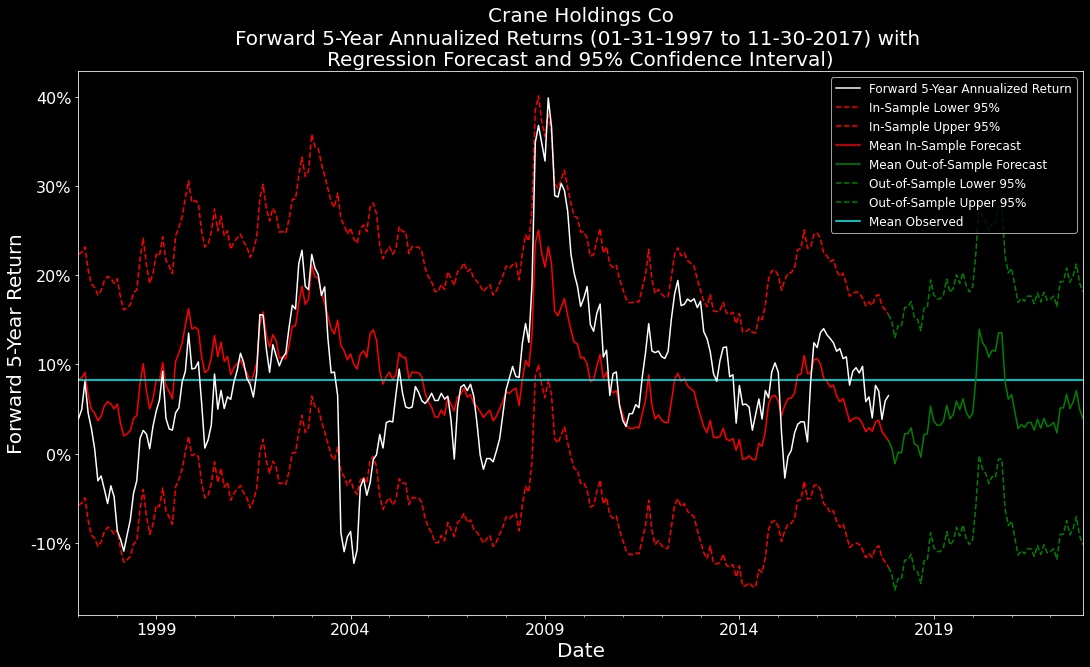 Crane Holdings Co
Forward 5-Year Annualized Returns (01-31-1997 to 11-30-2017) with
Regression Forecast and 95% Confidence Interval)
Forward 5-Year Annualized Return
In-Sample Lower 95%
In-Sample Upper 95%
Mean In-Sample Forecast
Mean Out-of-Sample Forecast
Out-of-Sample Lower 95%
Out-of-Sample Upper 95%
Mean Observed
Forward 5-Year Return
40%
30%
20%
10%
0%
-10%
1999 2004 2009 2014 2019
Date